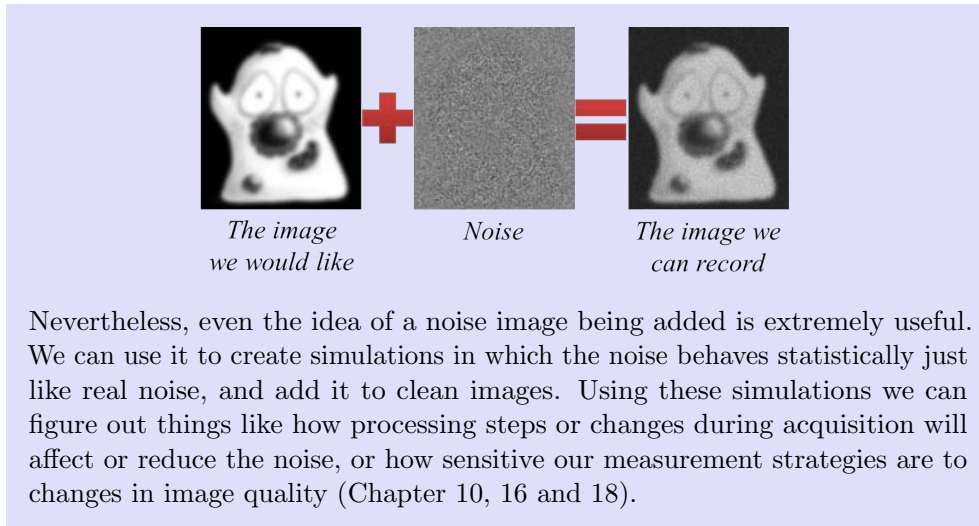 The image
we would like
Noise
The image we
can record
Nevertheless, even the idea of a noise image being added is extremely useful.
We can use it to create simulations in which the noise behaves statistically just
like real noise, and add it to clean images. Using these simulations we can
figure out things like how processing steps or changes during acquisition will
affect or reduce the noise, or how sensitive our measurement strategies are to
changes in image quality (Chapter 10, 16 and 18).